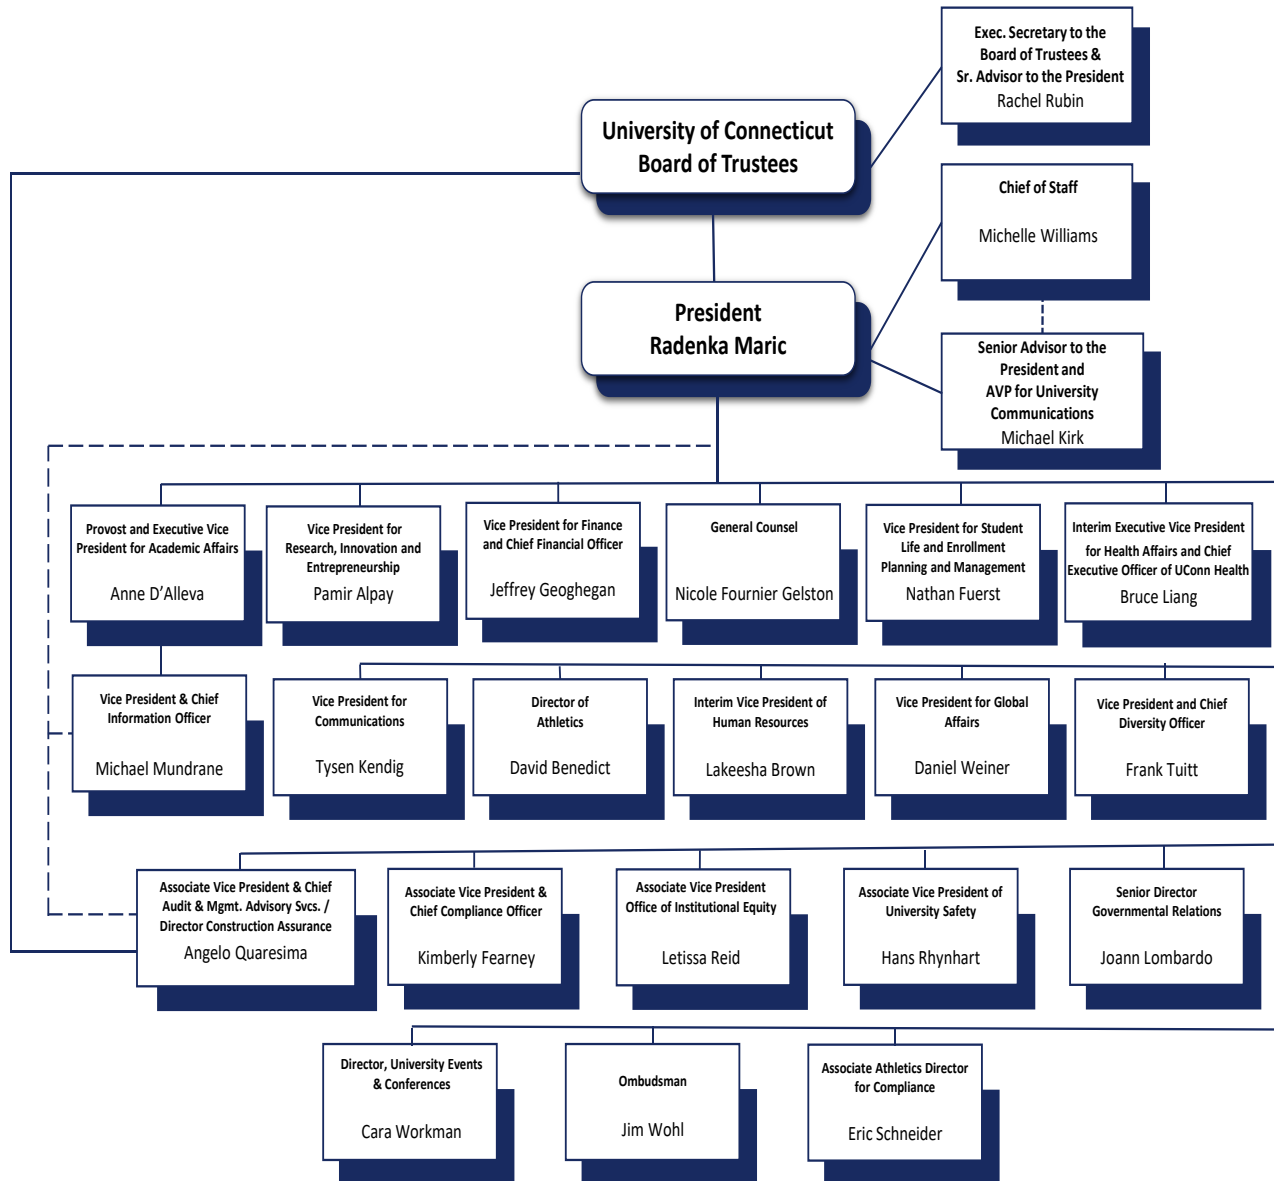 Exec. Secretary to the
Board of Trustees &
Sr. Advisor to the President
Rachel Rubin
University of Connecticut
Board of Trustees
Chief of Staff
Michelle Williams
President
Radenka Maric
Senior Advisor to the
President and
AVP for University
Communications
Michael Kirk
Provost and Executive Vice
President for Academic Affairs
Anne D’Alleva
Vice President for
Research, Innovation and
Entrepreneurship
Pamir Alpay
Vice President for Finance
and Chief Financial Officer
Jeffrey Geoghegan
General Counsel
Nicole Fournier Gelston
Vice President for Student
Life and Enrollment
Planning and Management
Nathan Fuerst
Interim Executive Vice President
for Health Affairs and Chief
Executive Officer of UConn Health
Bruce Liang
Vice President & Chief
Information Officer
Michael Mundrane
Vice President for
Communications
Tysen Kendig
Director of
Athletics
David Benedict
Interim Vice President of
Human Resources
Lakeesha Brown
Vice President for Global
Affairs
Daniel Weiner
Vice President and Chief
Diversity Officer
Frank Tuitt
Associate Vice President & Chief
Audit & Mgmt. Advisory Svcs. /
Director Construction Assurance
Angelo Quaresima
Associate Vice President &
Chief Compliance Officer
Kimberly Fearney
Associate Vice President
Office of Institutional Equity
Letissa Reid
Associate Vice President of
University Safety
Hans Rhynhart
Senior Director
Governmental Relations
Joann Lombardo
Director, University Events
& Conferences
Cara Workman
Ombudsman
Jim Wohl
Associate Athletics Director
for Compliance
Eric Schneider